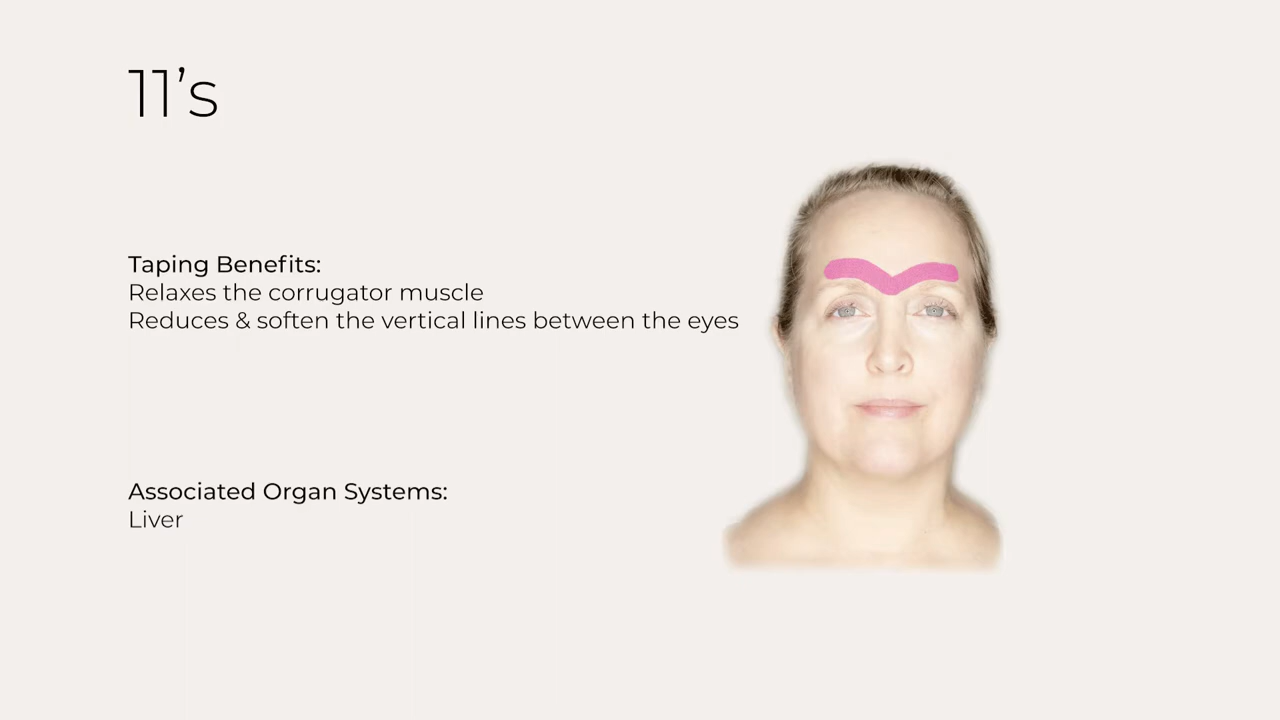 11's
Taping Benefits:
Relaxes the corrugator muscle
Reduces & soften the vertical lines between the eyes
Associated Organ Systems:
Liver